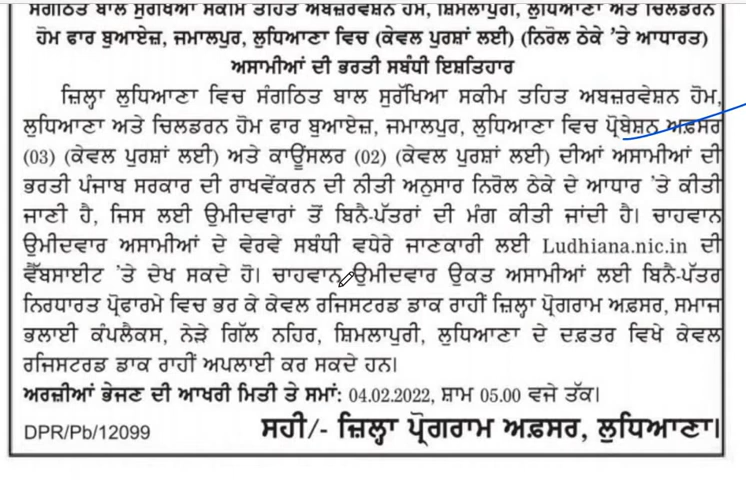 ਸੰਗਠਿਤ ਬਾਲ ਸੁਰੱਖਿਆ ਸਕੀਮ ਤਹਿਤ ਅਬਜ਼ਰਵੇਸ਼ਨ ਹੋਮ, ਸ਼ਿਮਲਾਪੁਰੀ, ਲੁਧਿਆਣਾ ਅਤੇ ਚਿਲਡਰਨ
ਹੋਮ ਫਾਰ ਬੁਆਏਜ਼, ਜਮਾਲਪੁਰ, ਲੁਧਿਆਣਾ ਵਿਚ (ਕੇਵਲ ਪੁਰਸ਼ਾਂ ਲਈ) (ਨਿਰੋਲ ਠੇਕੇ 'ਤੇ ਆਧਾਰਤ)
ਅਸਾਮੀਆਂ ਦੀ ਭਰਤੀ ਸਬੰਧੀ ਇਸ਼ਤਿਹਾਰ
ਜ਼ਿਲ੍ਹਾ ਲੁਧਿਆਣਾ ਵਿਚ ਸੰਗਠਿਤ ਬਾਲ ਸੁਰੱਖਿਆ ਸਕੀਮ ਤਹਿਤ ਅਬਜ਼ਰਵੇਸ਼ਨ ਹੋਮ,
ਲੁਧਿਆਣਾ ਅਤੇ ਚਿਲਡਰਨ ਹੋਮ ਫਾਰ ਬੁਆਏਜ਼, ਜਮਾਲਪੁਰ, ਲੁਧਿਆਣਾ ਵਿਚ ਪ੍ਰੋਬੇਸ਼ਨ ਅਫ਼ਸਰ
(03) (ਕੇਵਲ ਪੁਰਸ਼ਾਂ ਲਈ) ਅਤੇ ਕਾਊਂਸਲਰ (02) (ਕੇਵਲ ਪੁਰਸ਼ਾਂ ਲਈ) ਦੀਆਂ ਅਸਾਮੀਆਂ ਦੀ
ਭਰਤੀ ਪੰਜਾਬ ਸਰਕਾਰ ਦੀ ਰਾਖਵੇਂਕਰਨ ਦੀ ਨੀਤੀ ਅਨੁਸਾਰ ਨਿਰੋਲ ਠੇਕੇ ਦੇ ਆਧਾਰ 'ਤੇ ਕੀਤੀ
ਜਾਣੀ ਹੈ, ਜਿਸ ਲਈ ਉਮੀਦਵਾਰਾਂ ਤੋਂ ਬਿਨੈ-ਪੱਤਰਾਂ ਦੀ ਮੰਗ ਕੀਤੀ ਜਾਂਦੀ ਹੈ। ਚਾਹਵਾਨ
ਉਮੀਦਵਾਰ ਅਸਾਮੀਆਂ ਦੇ ਵੇਰਵੇ ਸਬੰਧੀ ਵਧੇਰੇ ਜਾਣਕਾਰੀ ਲਈ Ludhiana.nic.in ਦੀ
ਵੈੱਬਸਾਈਟ 'ਤੇ ਦੇਖ ਸਕਦੇ ਹੋ। ਚਾਹਵਾਨ ਉਮੀਦਵਾਰ ਉਕਤ ਅਸਾਮੀਆਂ ਲਈ ਬਿਨੈ-ਪੱਤਰ
ਨਿਰਧਾਰਤ ਪ੍ਰੋਫਾਰਮੇ ਵਿਚ ਭਰ ਕੇ ਕੇਵਲ ਰਜਿਸਟਰਡ ਡਾਕ ਰਾਹੀਂ ਜ਼ਿਲ੍ਹਾ ਪ੍ਰੋਗਰਾਮ ਅਫ਼ਸਰ, ਸਮਾਜ
ਭਲਾਈ ਕੰਪਲੈਕਸ, ਨੇੜੇ ਗਿੱਲ ਨਹਿਰ, ਸ਼ਿਮਲਾਪੁਰੀ, ਲੁਧਿਆਣਾ ਦੇ ਦਫ਼ਤਰ ਵਿਖੇ ਕੇਵਲ
ਰਜਿਸਟਰਡ ਡਾਕ ਰਾਹੀਂ ਅਪਲਾਈ ਕਰ ਸਕਦੇ ਹਨ।
ਅਰਜ਼ੀਆਂ ਭੇਜਣ ਦੀ ਆਖਰੀ ਮਿਤੀ ਤੇ ਸਮਾਂ: 04.02.2022, ਸ਼ਾਮ 05.00 ਵਜੇ ਤੱਕ।
DPR/Pb/12099 ਸਹੀ/- ਜ਼ਿਲ੍ਹਾ ਪ੍ਰੋਗਰਾਮ ਅਫ਼ਸਰ, ਲੁਧਿਆਣਾ।